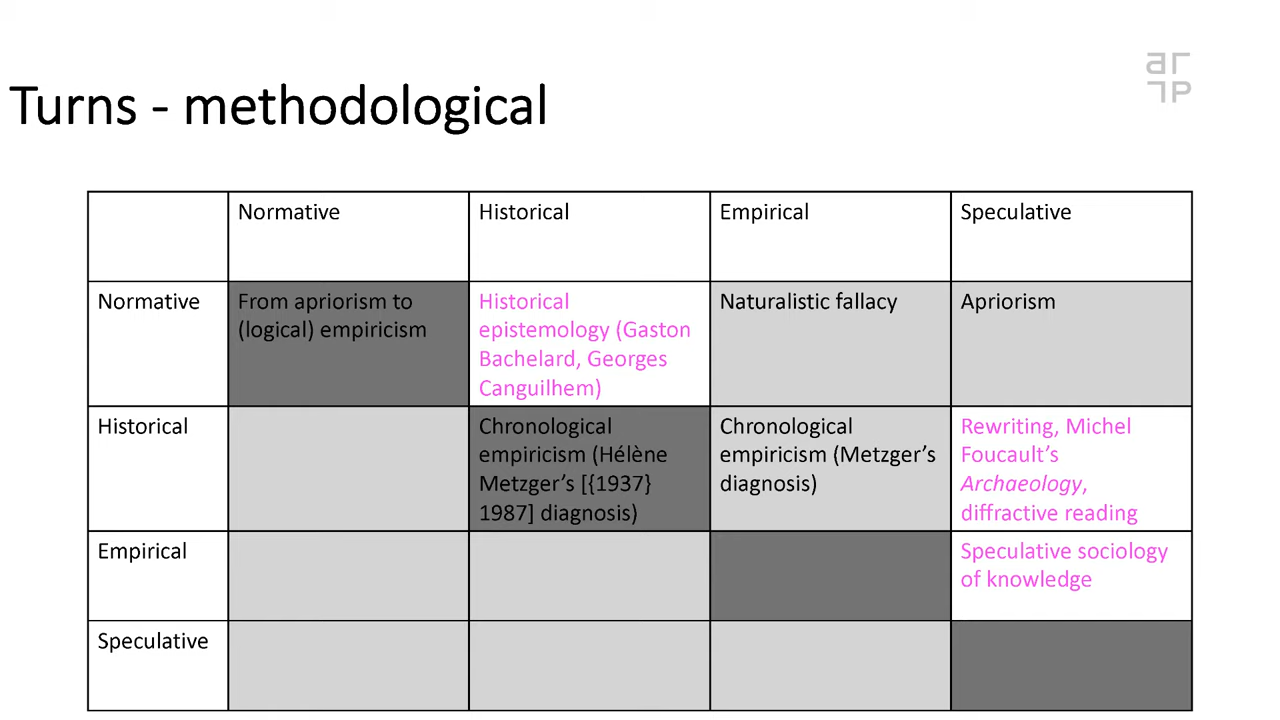 ar
LP
Turns - methodological
Normative
Historical
Empirical
Speculative
Normative
From apriorism to
(logical) empiricism
Historical
epistemology (Gaston
Bachelard, Georges
Canguilhem)
Naturalistic fallacy
Apriorism
Historical
Chronological
empiricism (Hélène
Metzger’s [{1937}
1987] diagnosis)
Chronological
empiricism (Metzger’s
diagnosis)
Rewriting, Michel
Foucault’s
Archaeology,
diffractive reading
Empirical
Speculative sociology
of knowledge
Speculative